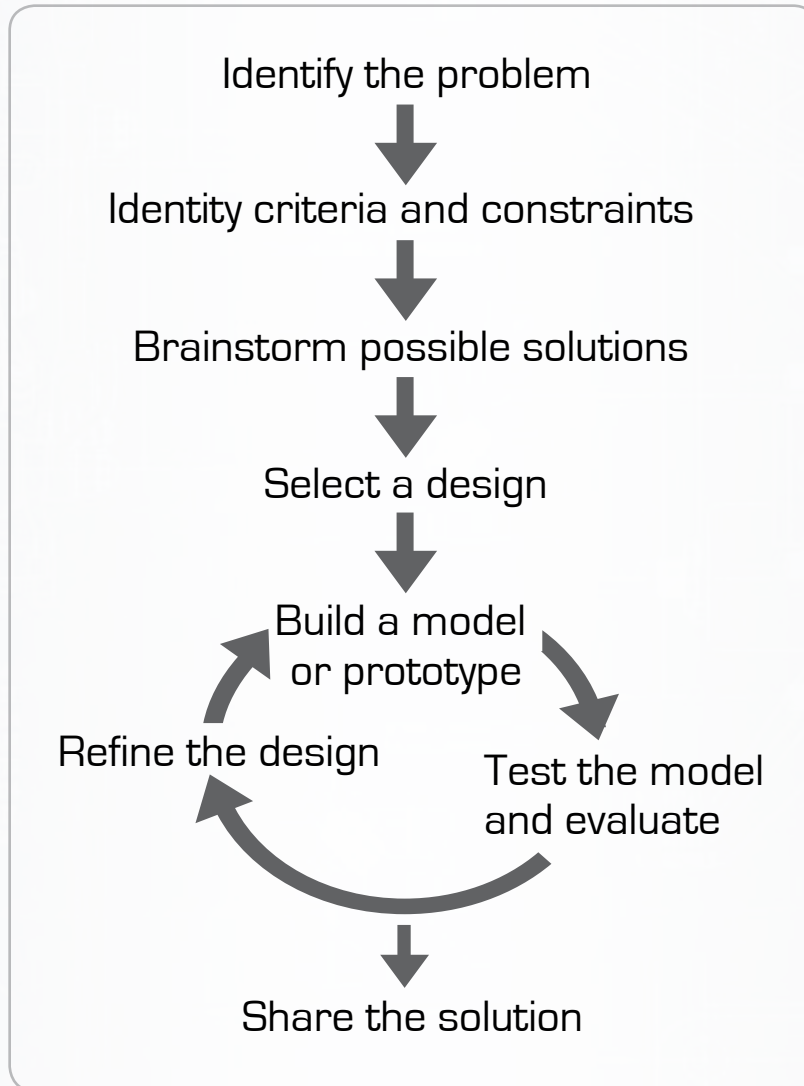 Identify the problem
Identity criteria and constraints
Brainstorm possible solutions
Select a design
Build a model
or prototype
Refine the design
Test the model
and evaluate
Share the solution